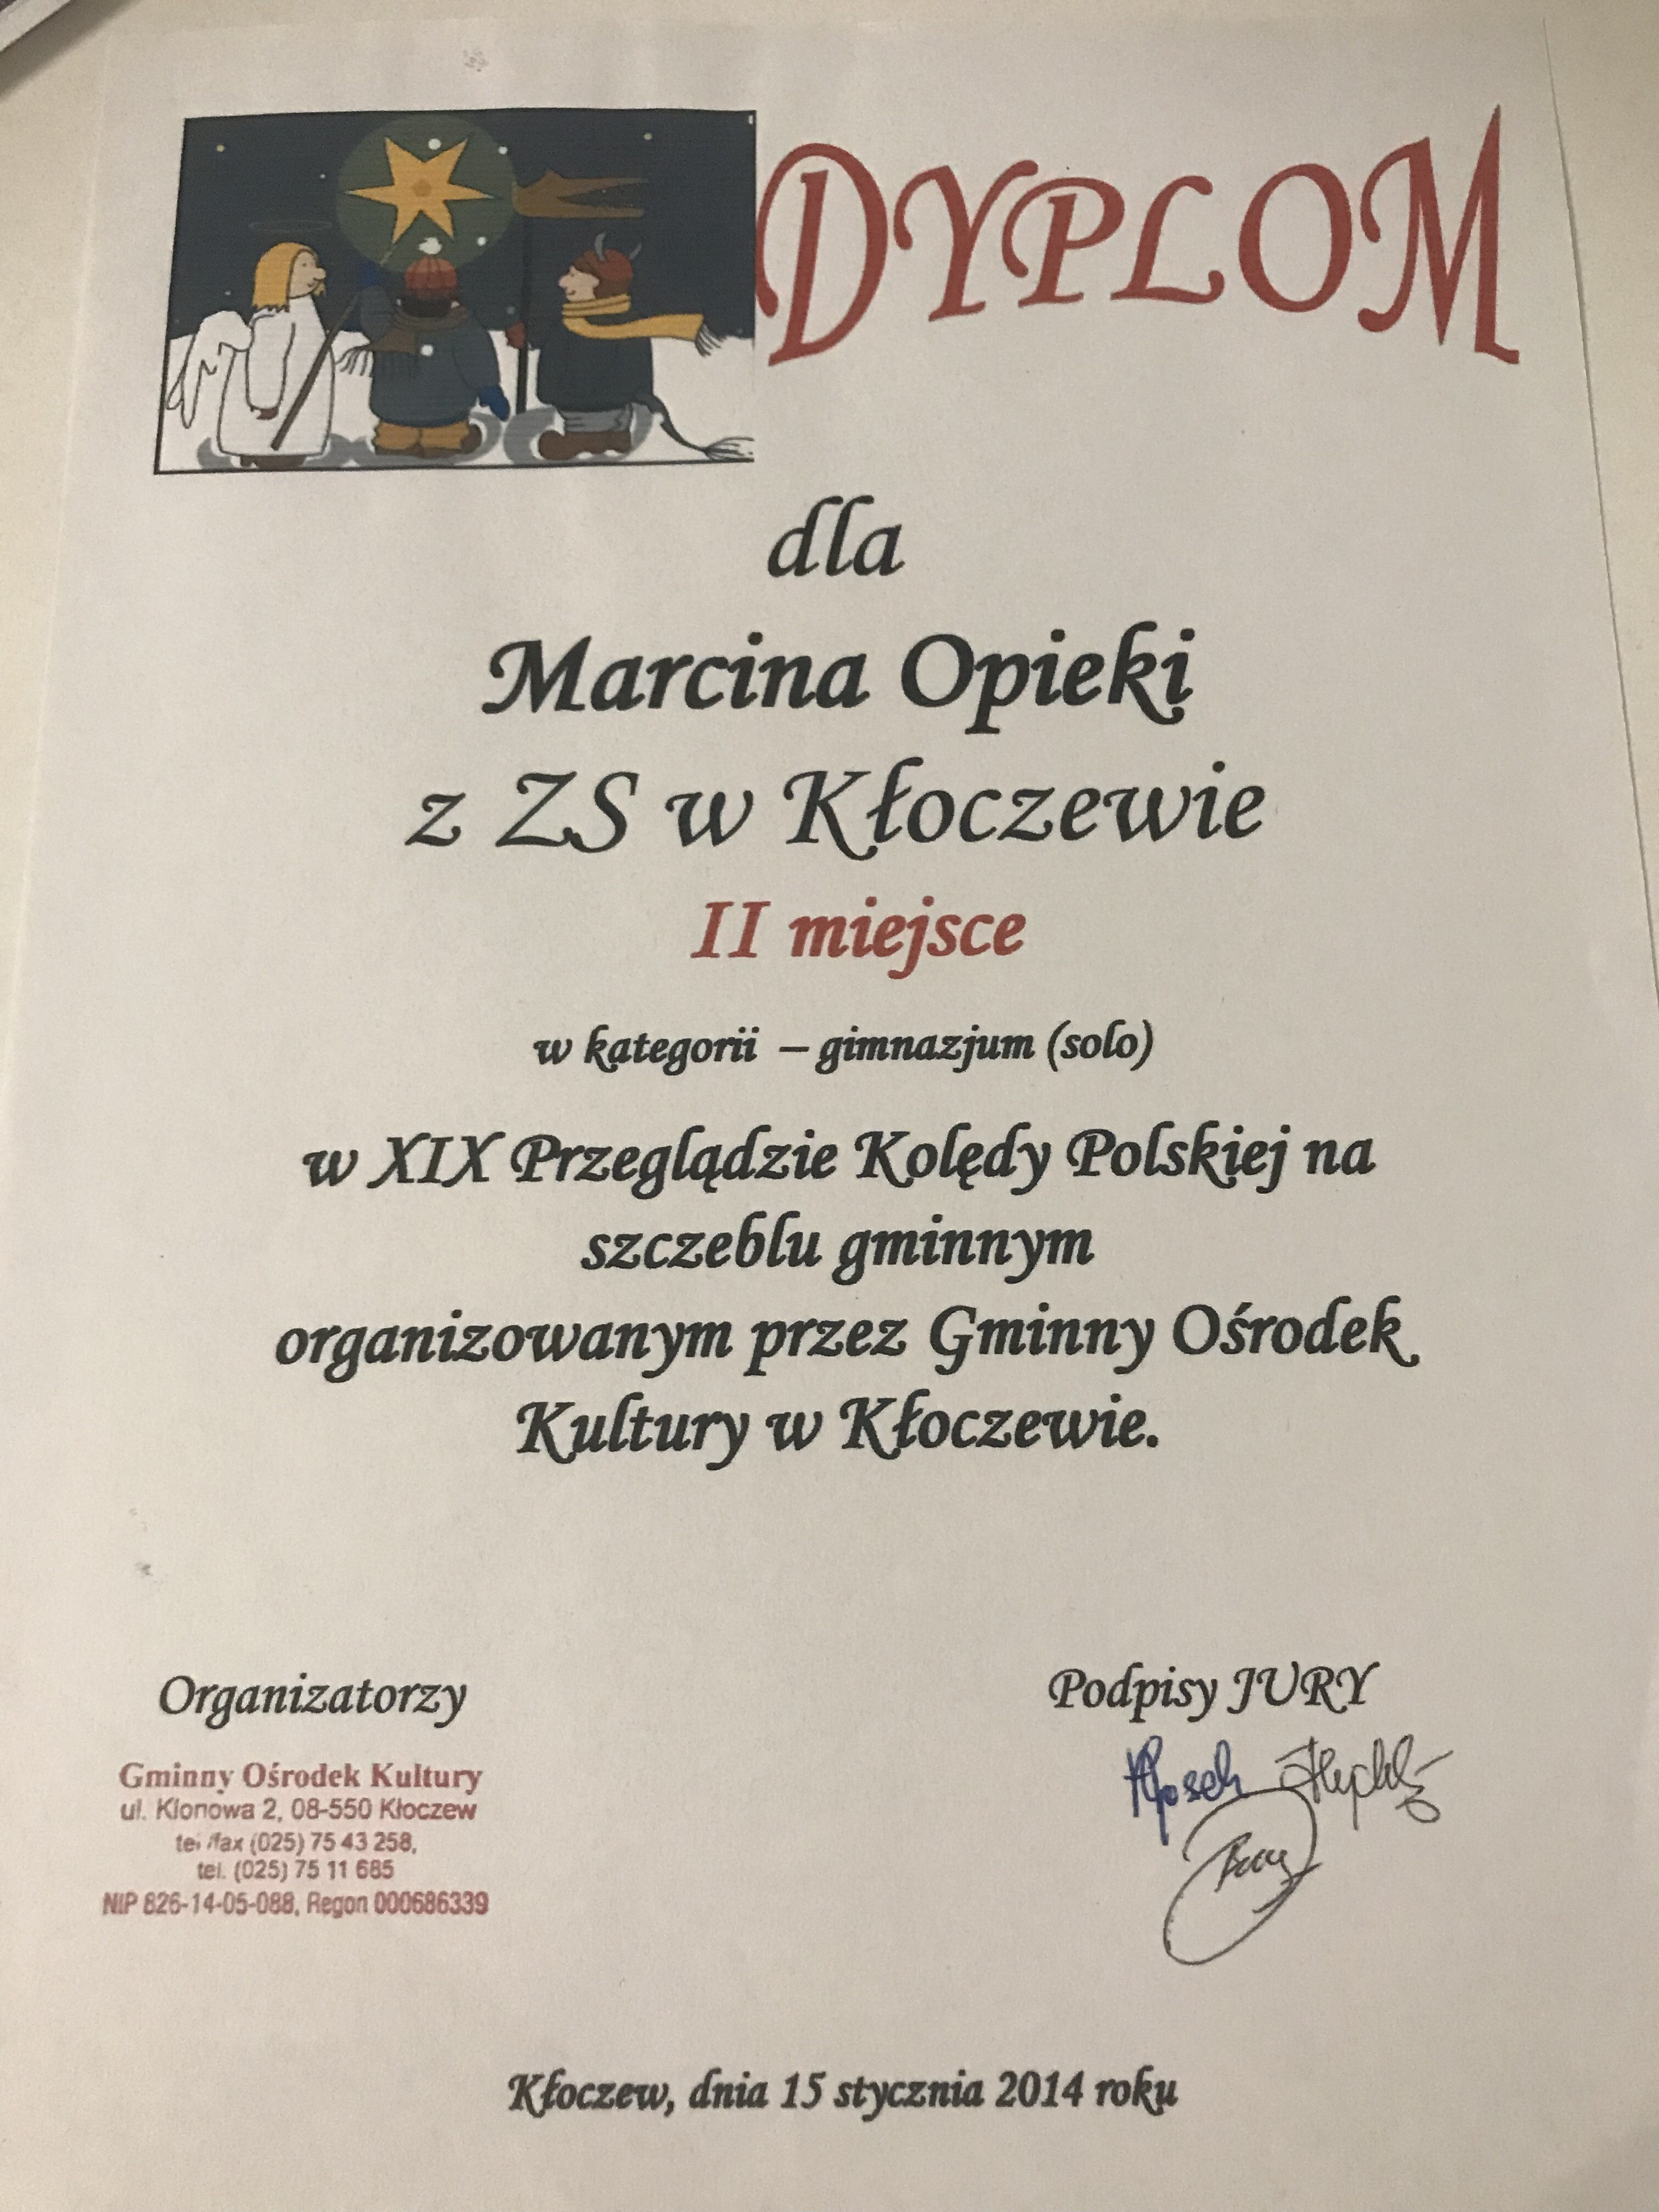 DYPLOM
dla
Marcina Opieki
z ZS w Kłoczewie
II miejsce
w kategorii – gimnazjum (solo)
w XIX Przeglądzie Kolędy Polskiej na
szczeblu gminnym
organizowanym przez Gminny Ośrodek
Kultury w Kłoczewie.
Organizatorzy
Gminny Ośrodek Kultury
ul. Klonowa 2, 08-550 Kłoczew
tel /fax (025) 75 43 258,
tel. (025) 75 11 685
NIP 826-14-05-088, Regon 000686339
Podpisy JURY
Kłoczew, dnia 15 stycznia 2014 roku